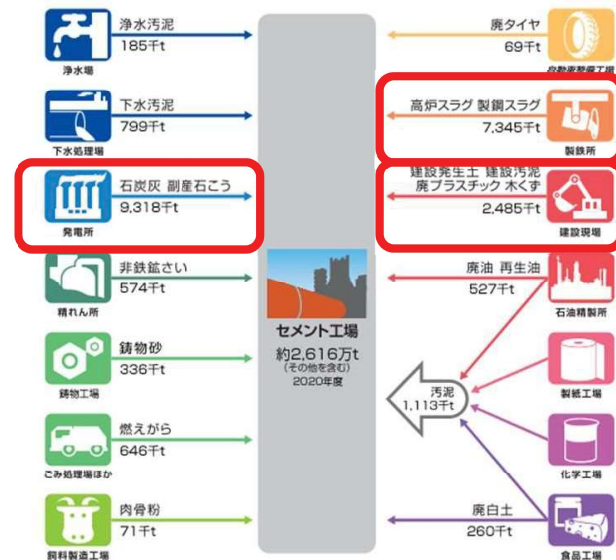 浄水汚泥
185千t
浄水場
下水汚泥
799千t
下水処理場
石炭灰 副産石こう
9,318千t
発電所
非鉄鉱さい
574千t
精れん所
鋳物砂
336千t
鋳物工場
燃えがら
646千t
ごみ処理場ほか
肉骨粉
71千t
飼料製造工場
セメント工場
約2,616万t
(その他を含む)
2020年度
廃タイヤ
69千t
自動車整備工場
高炉スラグ 製鋼スラグ
7,345千t
製鉄所
建設発生土 建設汚泥
廃プラスチック 木くず
2,485千t
建設現場
廃油 再生油
527千t
石油精製所
汚泥
1,113千t
製紙工場
化学工場
廃白土
260千t
食品工場